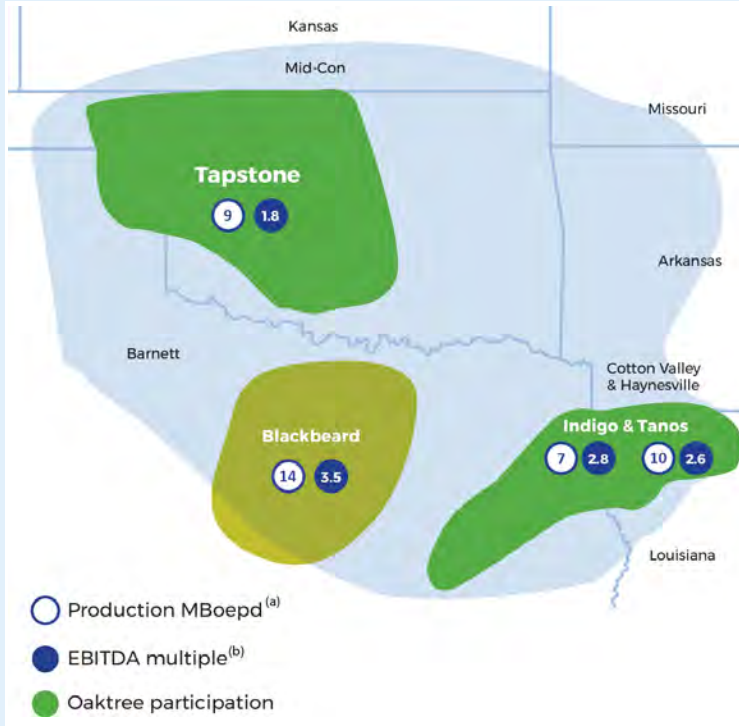 Kansas
Mid-Con
Missouri
Tapstone
9 1.8
Arkansas
Barnett
Cotton Valley
& Haynesville
Blackbeard
14 3.5
Indigo & Tanos
7 2.8 10 2.6
Louisiana
Production MBoepd(a)
EBITDA multiple(b)
Oaktree participation